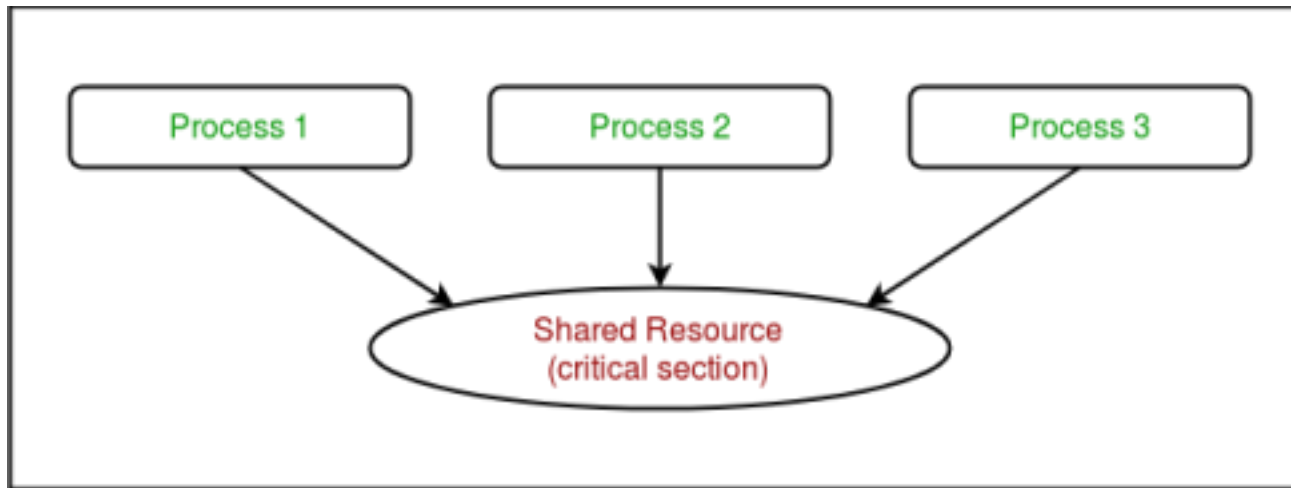 Process 1
Process 2
Process 3
Shared Resource
(critical section)